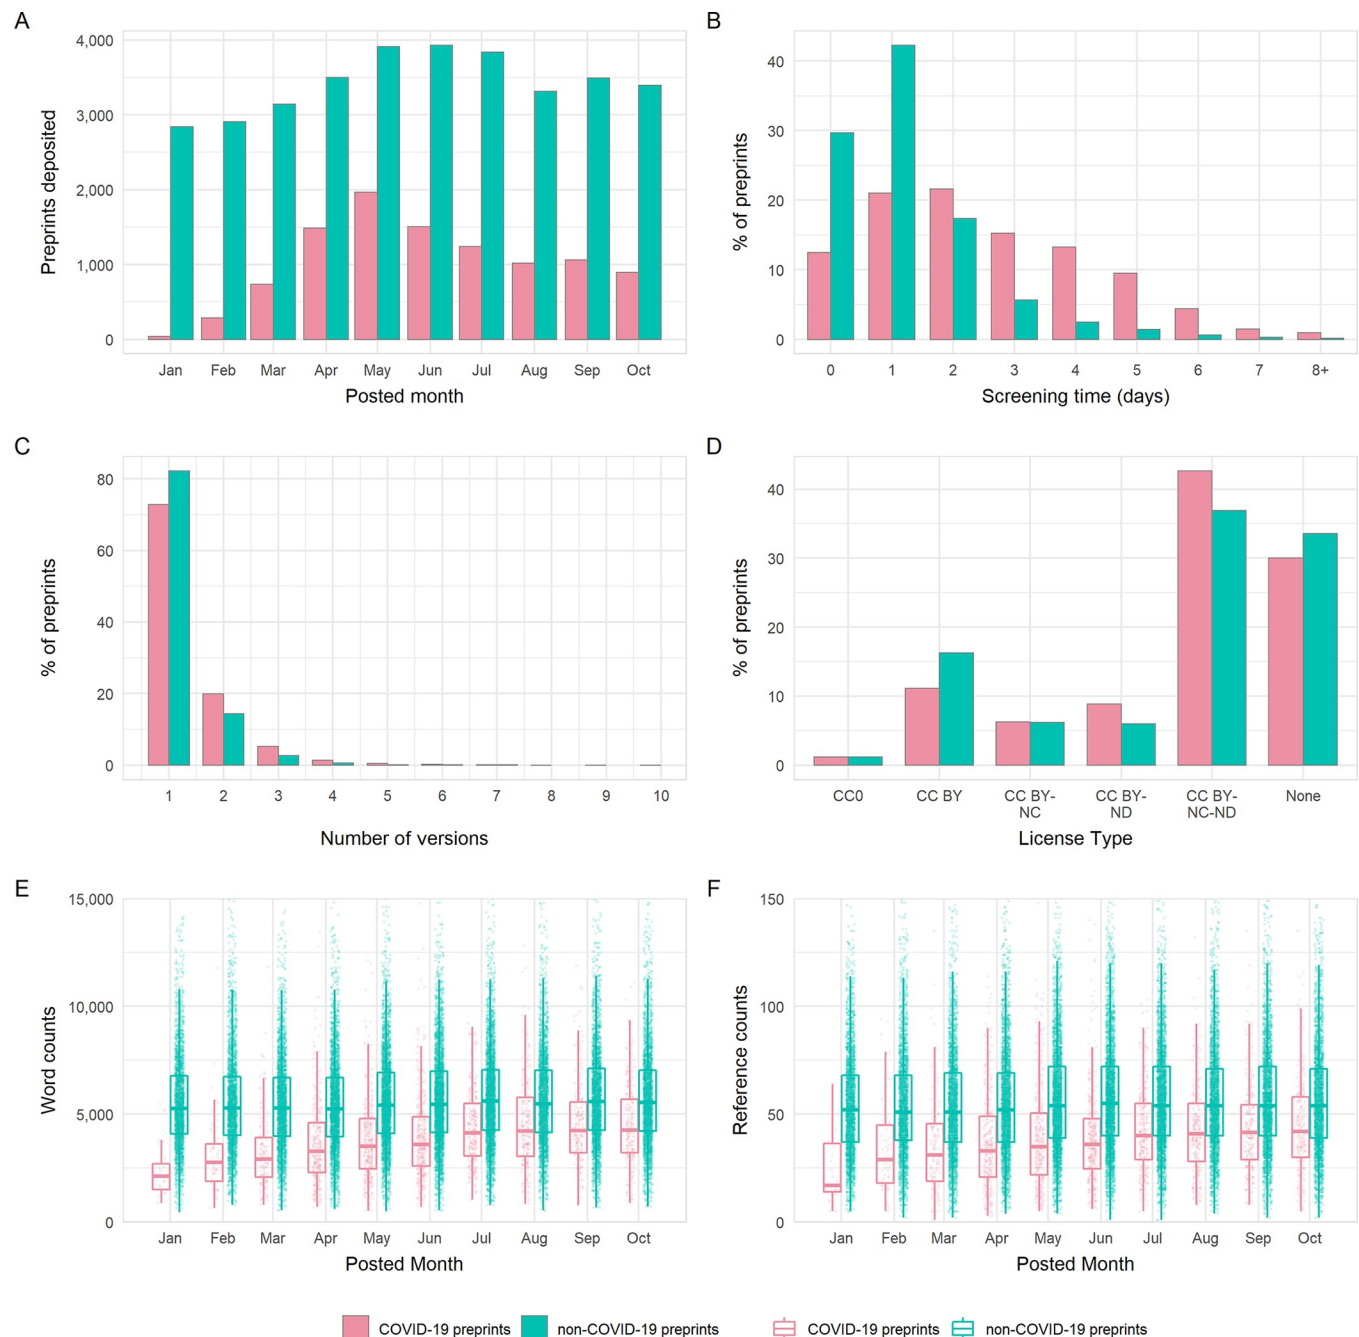 A
4,000
3,000
2,000
1,000
0
Preprints deposited
Jan Feb Mar Apr May Jun Jul Aug Sep Oct
Posted month
B
40
30
20
10
0
% of preprints
0 1 2 3 4 5 6 7 8+
Screening time (days)
C
80
60
40
20
0
% of preprints
1 2 3 4 5 6 7 8 9 10
Number of versions
D
40
30
20
10
0
% of preprints
CC0 CC BY CC BY- CC BY- CC BY- None
NC ND NC-ND
License Type
E
15,000
10,000
5,000
0
Word counts
Jan Feb Mar Apr May Jun Jul Aug Sep Oct
Posted Month
F
150
100
50
0
Reference counts
Jan Feb Mar Apr May Jun Jul Aug Sep Oct
Posted Month
COVID-19 preprints non-COVID-19 preprints COVID-19 preprints non-COVID-19 preprints